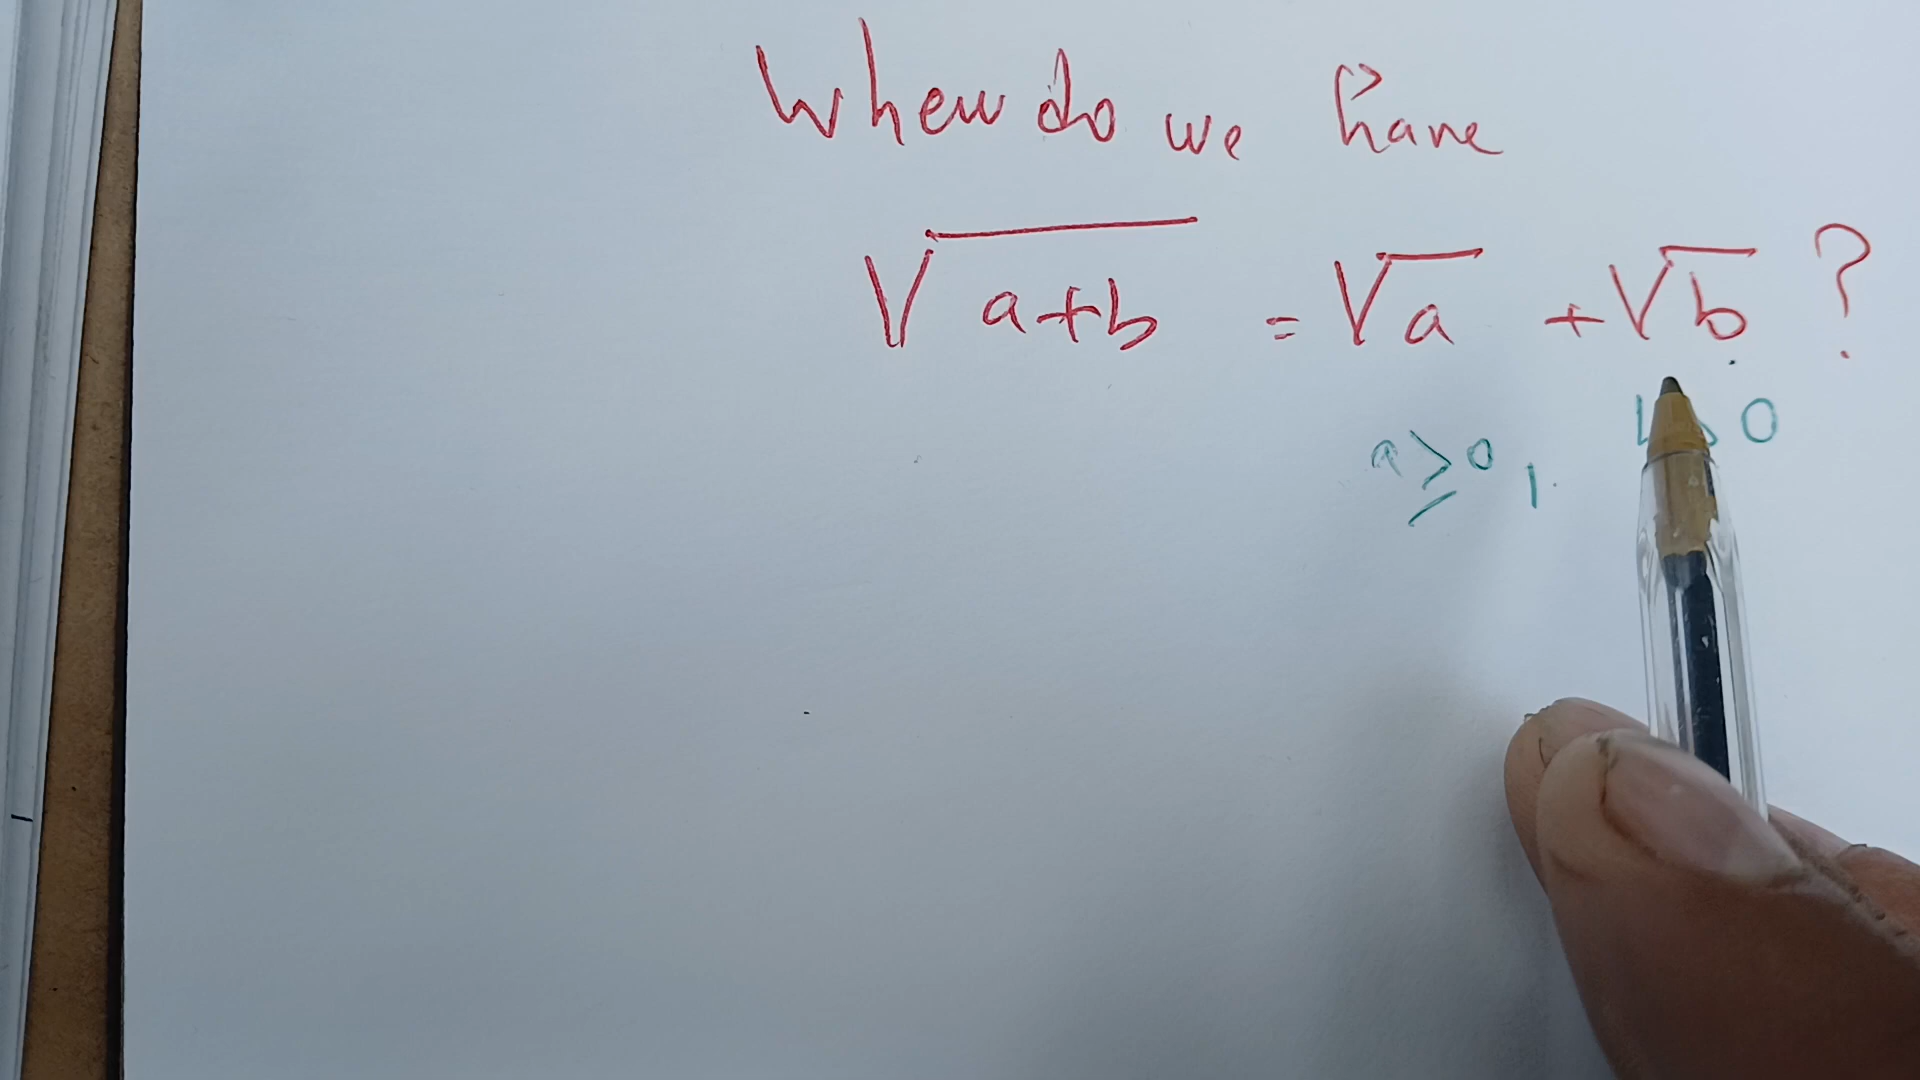 When do we have
√a+b = √a + √b ?
a ≥ 0, 0